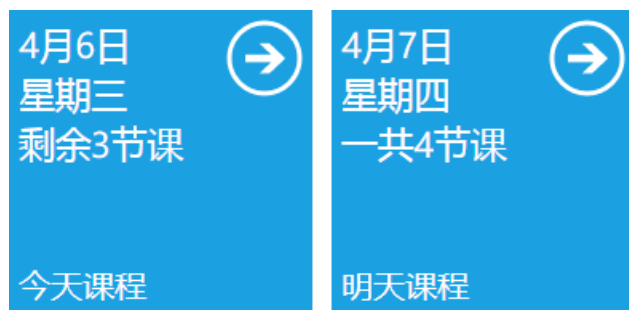 4月6日
星期三
剩余3节课
今天课程
4月7日
星期四
一共4节课
明天课程